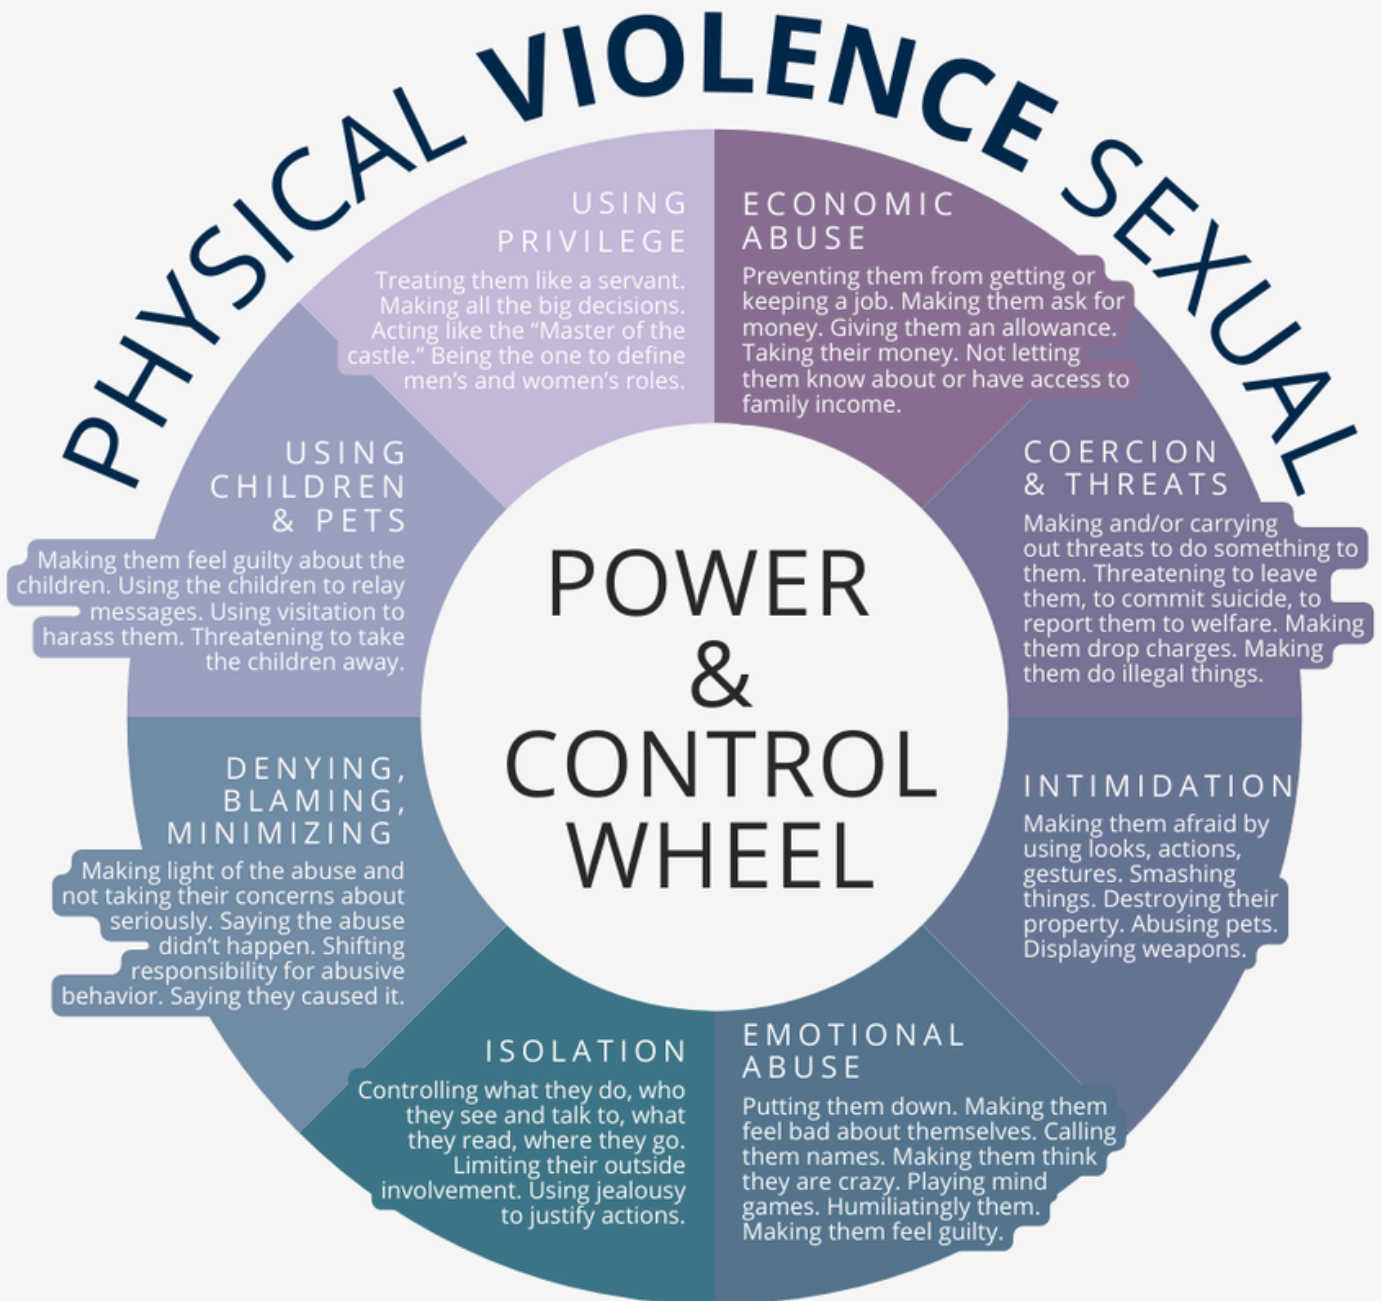 PHYSICAL VIOLENCE SEXUAL
USING
PRIVILEGE
Treating them like a servant.
Making all the big decisions.
Acting like the “Master of the
castle.” Being the one to define
men’s and women’s roles.
ECONOMIC
ABUSE
Preventing them from getting or
keeping a job. Making them ask for
money. Giving them an allowance.
Taking their money. Not letting
them know about or have access to
family income.
USING
CHILDREN
& PETS
Making them feel guilty about the
children. Using the children to relay
messages. Using visitation to
harass them. Threatening to take
the children away.
COERCION
& THREATS
Making and/or carrying
out threats to do something to
them. Threatening to leave
them, to commit suicide, to
report them to welfare. Making
them drop charges. Making
them do illegal things.
POWER
&
CONTROL
WHEEL
DENYING,
BLAMING,
MINIMIZING
Making light of the abuse and
not taking their concerns about
seriously. Saying the abuse
didn’t happen. Shifting
responsibility for abusive
behavior. Saying they caused it.
INTIMIDATION
Making them afraid by
using looks, actions,
gestures. Smashing
things. Destroying their
property. Abusing pets.
Displaying weapons.
ISOLATION
Controlling what they do, who
they see and talk to, what
they read, where they go.
Limiting their outside
involvement. Using jealousy
to justify actions.
EMOTIONAL
ABUSE
Putting them down. Making them
feel bad about themselves. Calling
them names. Making them think
they are crazy. Playing mind
games. Humiliatingly them.
Making them feel guilty.